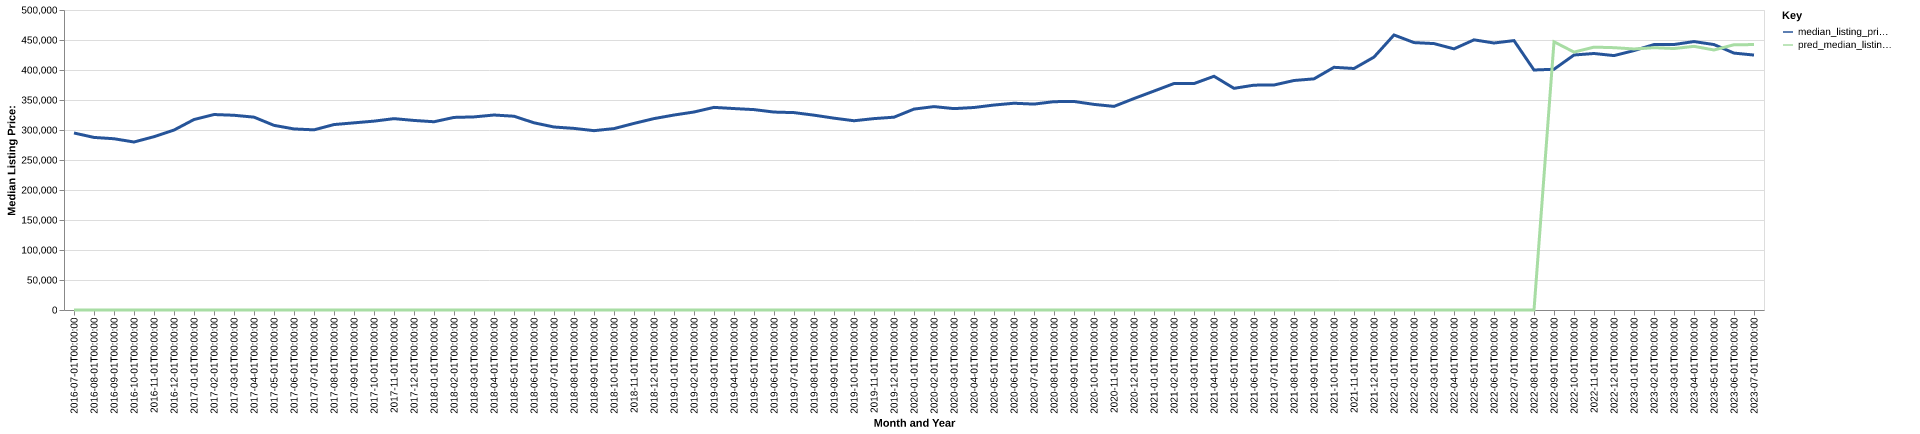 500,000
450,000
400,000
350,000
300,000
250,000
200,000
150,000
100,000
50,000
0
Median Listing Price:
2016-07-01T00:00:00
2016-08-01T00:00:00
2016-09-01T00:00:00
2016-10-01T00:00:00
2016-11-01T00:00:00
2016-12-01T00:00:00
2017-01-01T00:00:00
2017-02-01T00:00:00
2017-03-01T00:00:00
2017-04-01T00:00:00
2017-05-01T00:00:00
2017-06-01T00:00:00
2017-07-01T00:00:00
2017-08-01T00:00:00
2017-09-01T00:00:00
2017-10-01T00:00:00
2017-11-01T00:00:00
2017-12-01T00:00:00
2018-01-01T00:00:00
2018-02-01T00:00:00
2018-03-01T00:00:00
2018-04-01T00:00:00
2018-05-01T00:00:00
2018-06-01T00:00:00
2018-07-01T00:00:00
2018-08-01T00:00:00
2018-09-01T00:00:00
2018-10-01T00:00:00
2018-11-01T00:00:00
2018-12-01T00:00:00
2019-01-01T00:00:00
2019-02-01T00:00:00
2019-03-01T00:00:00
2019-04-01T00:00:00
2019-05-01T00:00:00
2019-06-01T00:00:00
2019-07-01T00:00:00
2019-08-01T00:00:00
2019-09-01T00:00:00
2019-10-01T00:00:00
2019-11-01T00:00:00
2019-12-01T00:00:00
2020-01-01T00:00:00
2020-02-01T00:00:00
2020-03-01T00:00:00
2020-04-01T00:00:00
2020-05-01T00:00:00
2020-06-01T00:00:00
2020-07-01T00:00:00
2020-08-01T00:00:00
2020-09-01T00:00:00
2020-10-01T00:00:00
2020-11-01T00:00:00
2020-12-01T00:00:00
2021-01-01T00:00:00
2021-02-01T00:00:00
2021-03-01T00:00:00
2021-04-01T00:00:00
2021-05-01T00:00:00
2021-06-01T00:00:00
2021-07-01T00:00:00
2021-08-01T00:00:00
2021-09-01T00:00:00
2021-10-01T00:00:00
2021-11-01T00:00:00
2021-12-01T00:00:00
2022-01-01T00:00:00
2022-02-01T00:00:00
2022-03-01T00:00:00
2022-04-01T00:00:00
2022-05-01T00:00:00
2022-06-01T00:00:00
2022-07-01T00:00:00
2022-08-01T00:00:00
2022-09-01T00:00:00
2022-10-01T00:00:00
2022-11-01T00:00:00
2022-12-01T00:00:00
2023-01-01T00:00:00
2023-02-01T00:00:00
2023-03-01T00:00:00
2023-04-01T00:00:00
2023-05-01T00:00:00
2023-06-01T00:00:00
2023-07-01T00:00:00
Month and Year
Key
median_listing_pri…
pred_median_listin…